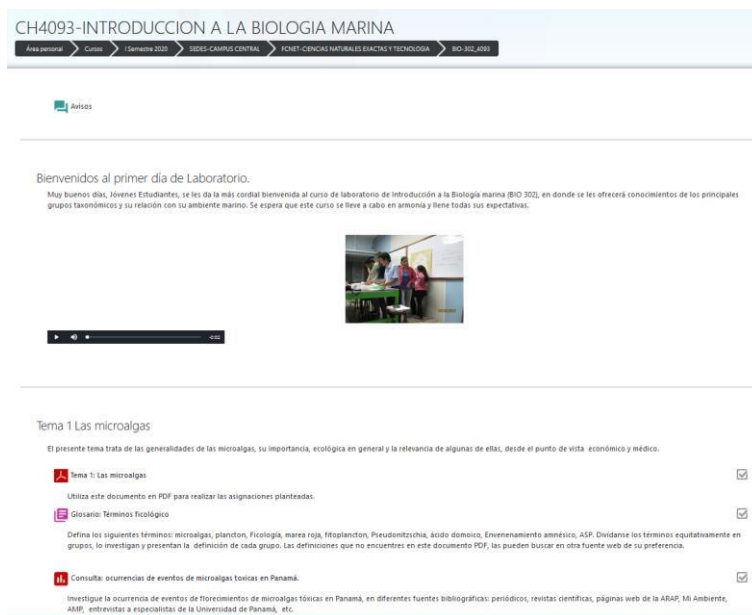 CH4093-INTRODUCCION A LA BIOLOGIA MARINA
Área personal Cursos I Semestre 2020 SEDES-CAMPUS CENTRAL FCNET-CIENCIAS NATURALES EXACTAS Y TECNOLOGIA BIO-302_4093
Avisos
Bienvenidos al primer día de Laboratorio.
Muy buenos días, Jóvenes Estudiantes, se les da la más cordial bienvenida al curso de laboratorio de Introducción a la Biología marina (BIO 302), en donde se les ofrecerá conocimientos de los principales
grupos taxonómicos y su relación con su ambiente marino. Se espera que este curso se lleve a cabo en armonía y llene todas sus expectativas.
Tema 1 Las microalgas
El presente tema trata de las generalidades de las microalgas, su importancia, ecológica en general y la relevancia de algunas de ellas, desde el punto de vista económico y médico.
Tema 1: Las microalgas
Utiliza este documento en PDF para realizar las asignaciones planteadas.
Glosario: Términos ficológico
Defina los siguientes términos: microalgas, plancton, Ficología, marea roja, fitoplancton, Pseudonitzschia, ácido domoico, Envenenamiento amnésico, ASP. Divídanse los términos equitativamente en
grupos, lo investigan y presentan la definición de cada grupo. Las definiciones que no encuentres en este documento PDF, las pueden buscar en otra fuente web de su preferencia.
Consulta: ocurrencias de eventos de microalgas toxicas en Panamá.
Investigue la ocurrencia de eventos de florecimientos de microalgas tóxicas en Panamá, en diferentes fuentes bibliográficas: periódicos, revistas científicas, páginas web de la ARAP, Mi Ambiente,
AMP, entrevistas a especialistas de la Universidad de Panamá, etc.